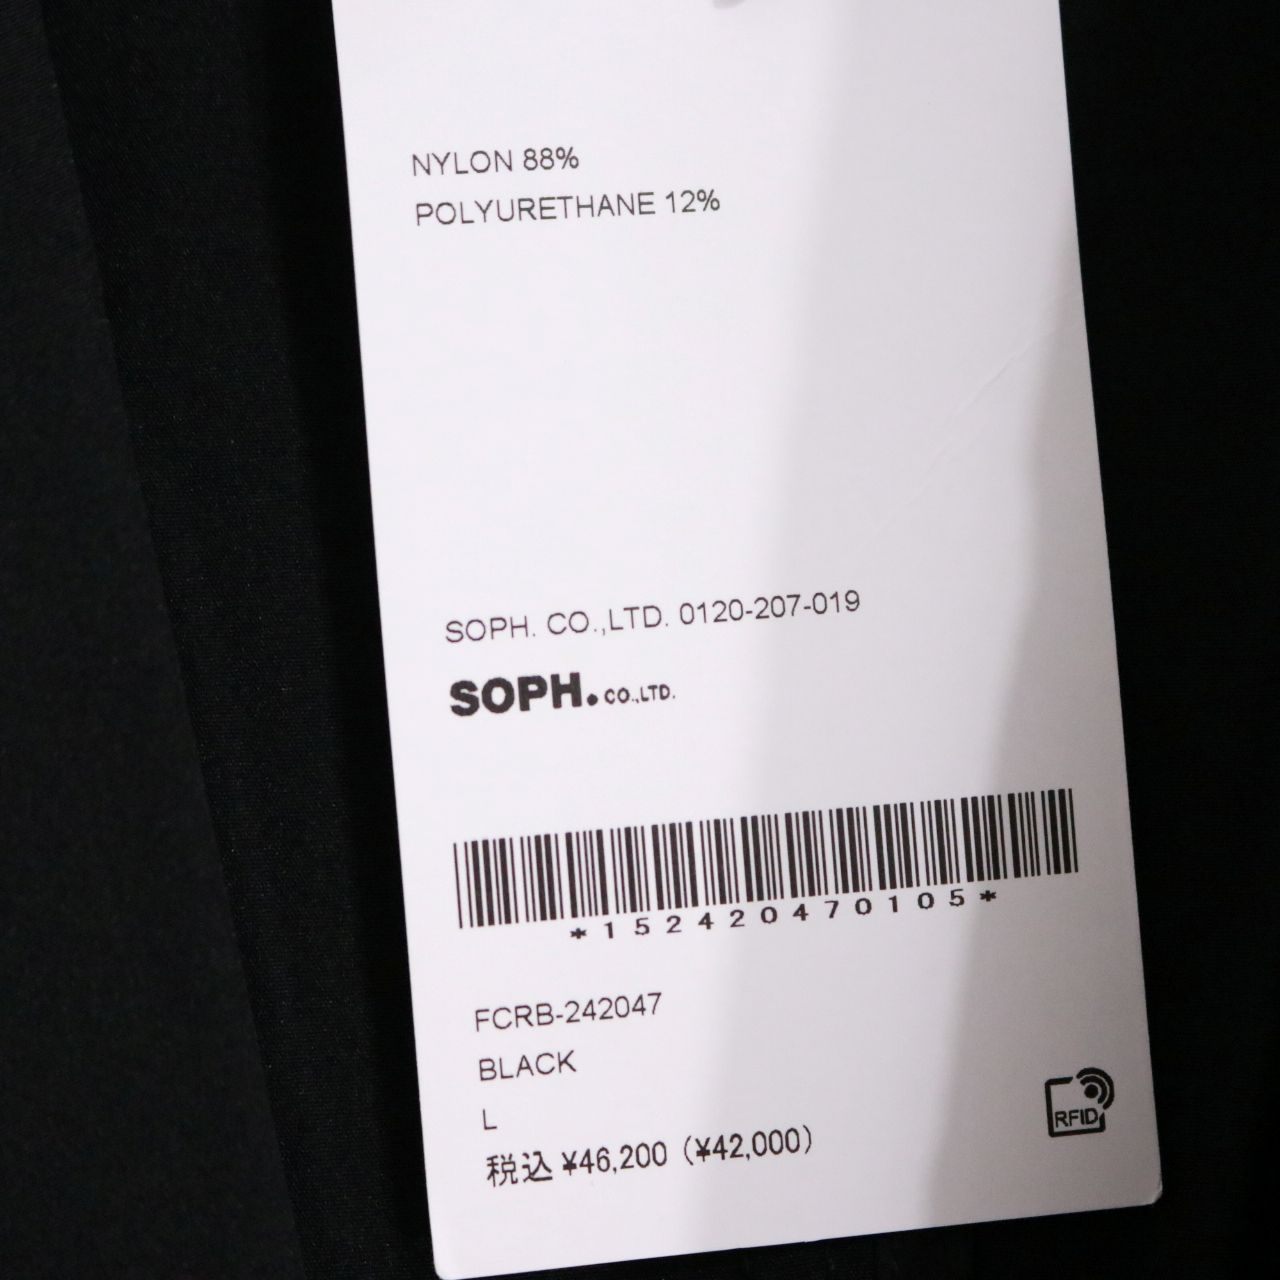 NYLON 88%
POLYURETHANE 12%
SOPH. CO.,LTD. 0120-207-019
SOPH. CO.,LTD.
*152420470105*
FCRB-242047
BLACK
L
税込 ¥46,200 (¥42,000)
RFID